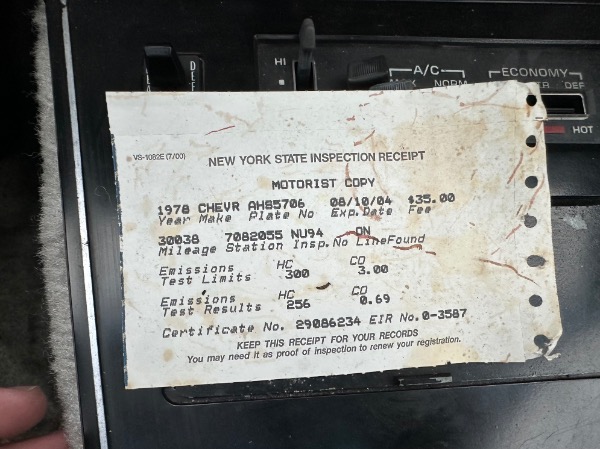 HI
A/C
NORM
ECONOMY
DEF
HOT
VS-1082E (7/00)
NEW YORK STATE INSPECTION RECEIPT
MOTORIST COPY
1978 CHEVR AH85706 08/10/04 $35.00
Year Make Plate No Exp.Date Fee
30038 7082055 NU94 ON
Mileage Station Insp.No LineFound
Emissions HC CO
Test Limits 300 3.00
Emissions HC CO
Test Results 256 0.69
Certificate No. 29086234 EIR No.0-3587
KEEP THIS RECEIPT FOR YOUR RECORDS
You may need it as proof of inspection to renew your registration.